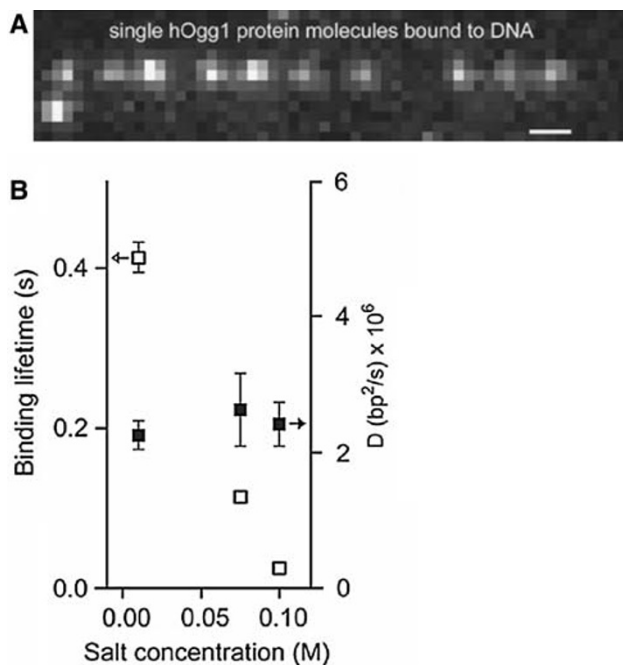 A
single hOgg1 protein molecules bound to DNA
B
Binding lifetime (s)
0.4
0.2
0.0
6
4
2
0
D (bp²/s) x 10⁶
0.00 0.05 0.10
Salt concentration (M)